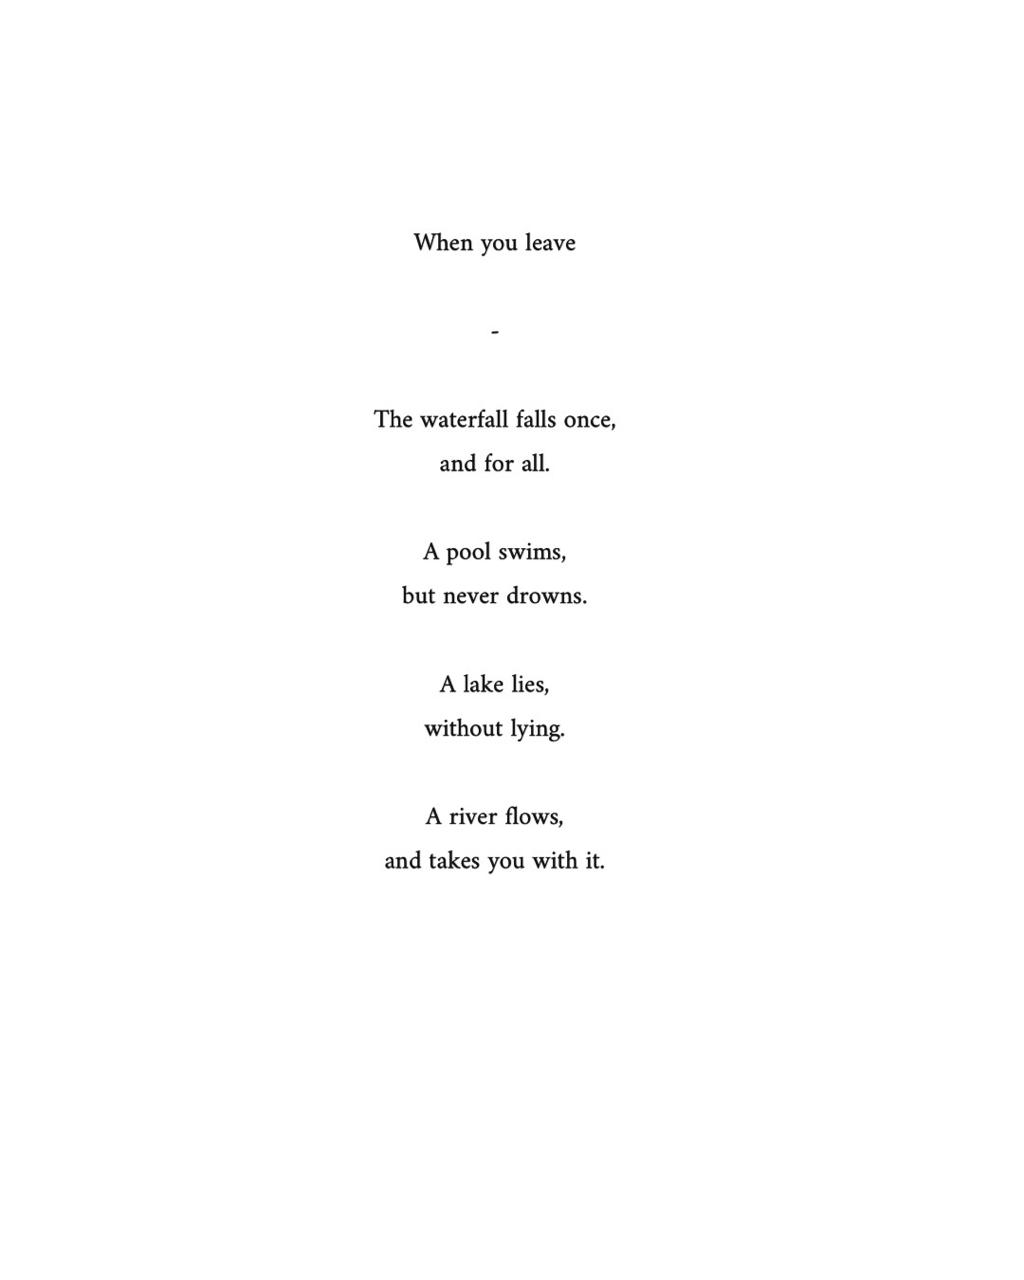 When you leave
-
The waterfall falls once,
and for all.
A pool swims,
but never drowns.
A lake lies,
without lying.
A river flows,
and takes you with it.